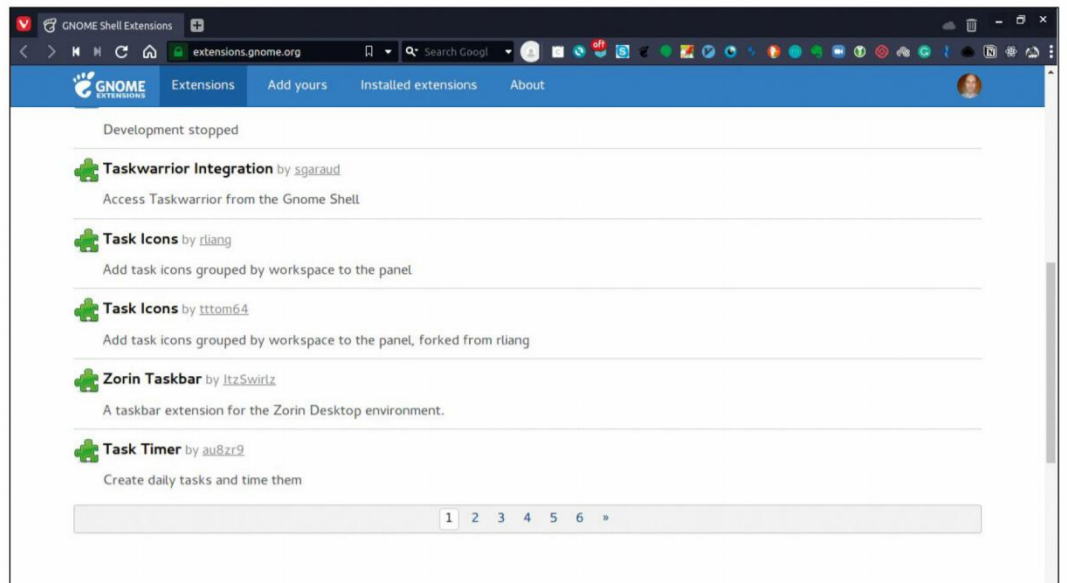 GNOME Shell Extensions
extensions.gnome.org
Search Googl
off
GNOME
EXTENSIONS
Extensions Add yours Installed extensions About
Development stopped
Taskwarrior Integration by sgaraud
Access Taskwarrior from the Gnome Shell
Task Icons by rliang
Add task icons grouped by workspace to the panel
Task Icons by tttom64
Add task icons grouped by workspace to the panel, forked from rliang
Zorin Taskbar by ItzSwirlz
A taskbar extension for the Zorin Desktop environment.
Task Timer by au8zr9
Create daily tasks and time them
1 2 3 4 5 6 »